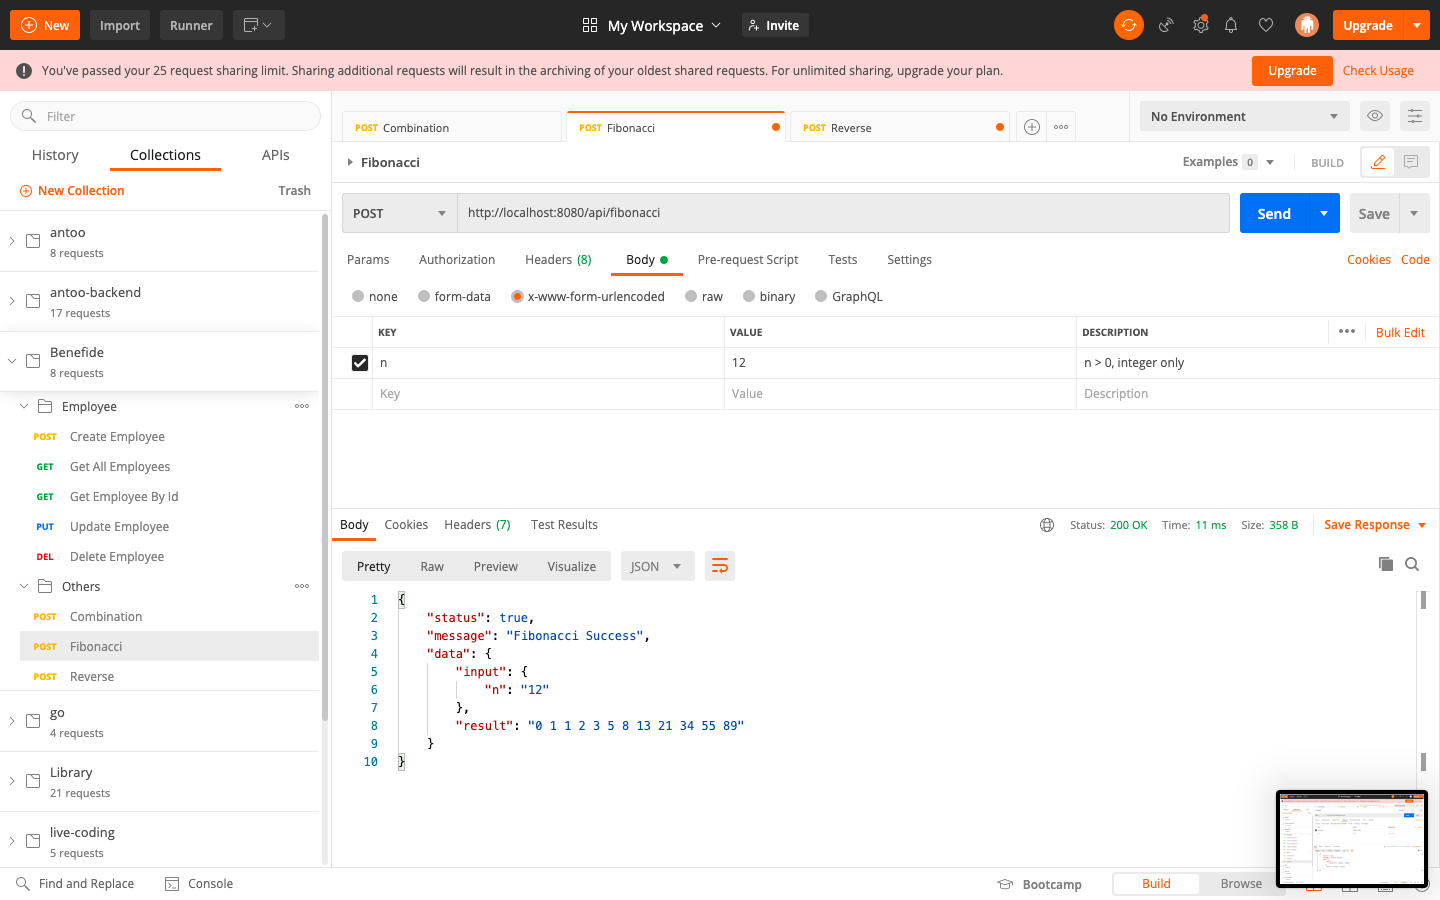 New
Import
Runner
My Workspace
Invite
Upgrade
You've passed your 25 request sharing limit. Sharing additional requests will result in the archiving of your oldest shared requests. For unlimited sharing, upgrade your plan.
Upgrade
Check Usage
Filter
History
Collections
APIs
New Collection
Trash
antoo
8 requests
antoo-backend
17 requests
Benefide
8 requests
Employee
POST Create Employee
GET Get All Employees
GET Get Employee By Id
PUT Update Employee
DEL Delete Employee
Others
POST Combination
POST Fibonacci
POST Reverse
go
4 requests
Library
21 requests
live-coding
5 requests
POST Combination
POST Fibonacci
POST Reverse
No Environment
Fibonacci
Examples 0
BUILD
POST
http://localhost:8080/api/fibonacci
Send
Save
Params
Authorization
Headers (8)
Body
Pre-request Script
Tests
Settings
Cookies
Code
none
form-data
x-www-form-urlencoded
raw
binary
GraphQL
KEY
VALUE
DESCRIPTION
Bulk Edit
n
12
n > 0, integer only
Key
Value
Description
Body
Cookies
Headers (7)
Test Results
Status: 200 OK
Time: 11 ms
Size: 358 B
Save Response
Pretty
Raw
Preview
Visualize
JSON
1 {
2 "status": true,
3 "message": "Fibonacci Success",
4 "data": {
5 "input": {
6 "n": "12"
7 },
8 "result": "0 1 1 2 3 5 8 13 21 34 55 89"
9 }
10 }
Find and Replace
Console
Bootcamp
Build
Browse